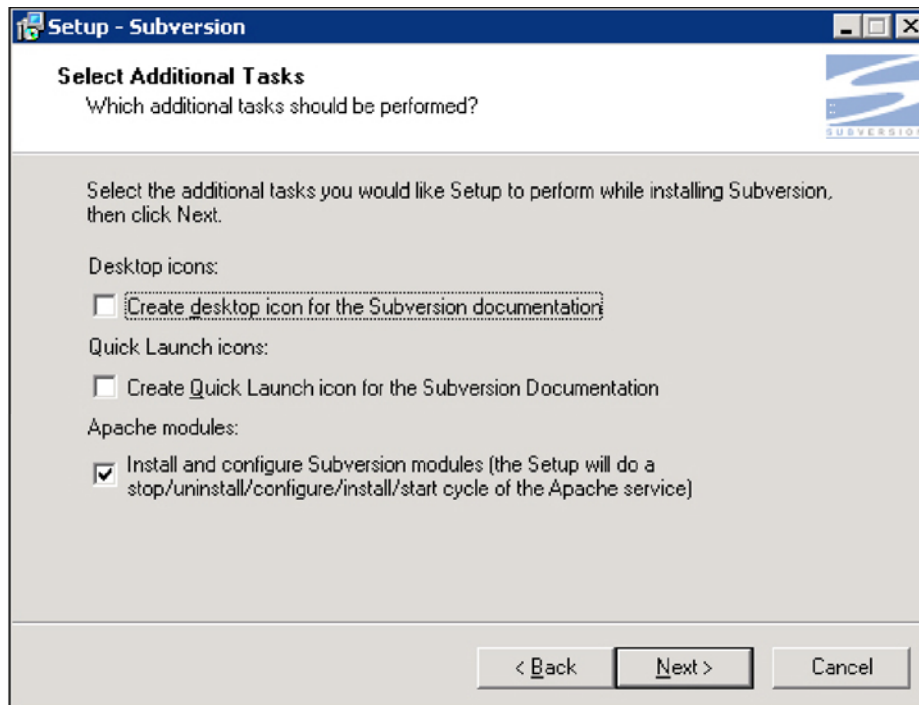 Setup - Subversion
Select Additional Tasks
Which additional tasks should be performed?
SUBVERSION
Select the additional tasks you would like Setup to perform while installing Subversion,
then click Next.
Desktop icons:
Create desktop icon for the Subversion documentation
Quick Launch icons:
Create Quick Launch icon for the Subversion Documentation
Apache modules:
Install and configure Subversion modules (the Setup will do a
stop/uninstall/configure/install/start cycle of the Apache service)
< Back
Next >
Cancel